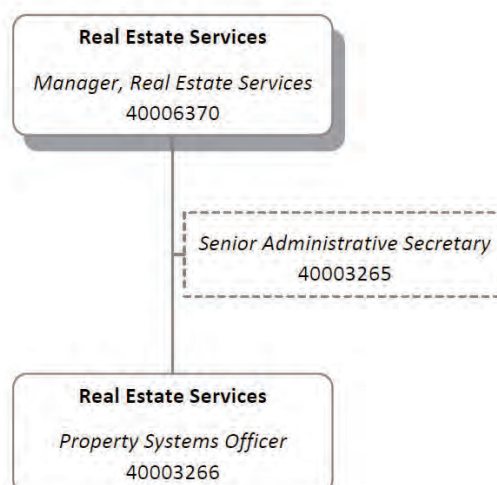 Real Estate Services
Manager, Real Estate Services
40006370
Senior Administrative Secretary
40003265
Real Estate Services
Property Systems Officer
40003266